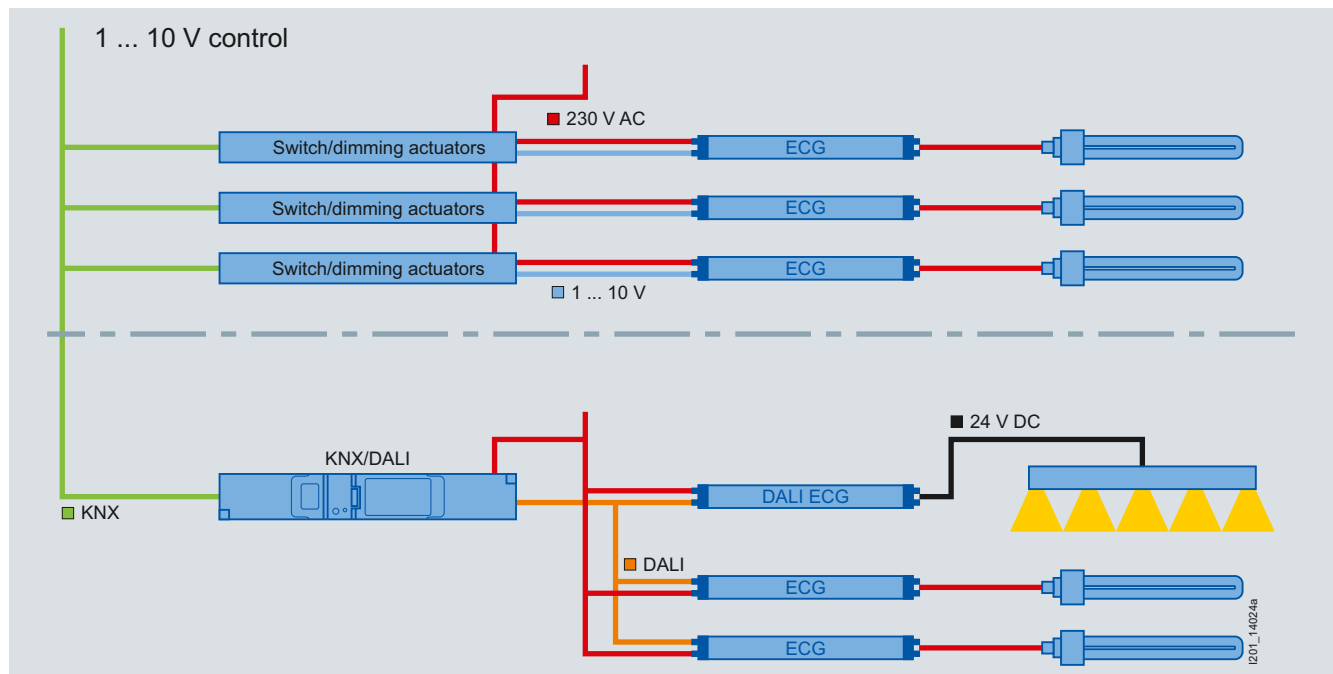 1 ... 10 V control
230 V AC
Switch/dimming actuators
ECG
Switch/dimming actuators
ECG
Switch/dimming actuators
ECG
1 ... 10 V
24 V DC
KNX/DALI
DALI ECG
KNX
DALI
ECG
ECG
I201_14024a